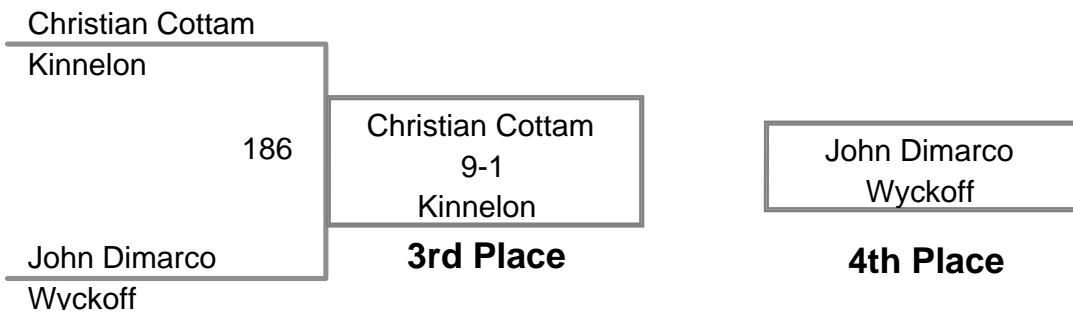 Christian Cottam
Kinnelon
186
John Dimarco
Wyckoff
Christian Cottam
9-1
Kinnelon
3rd Place
John Dimarco
Wyckoff
4th Place